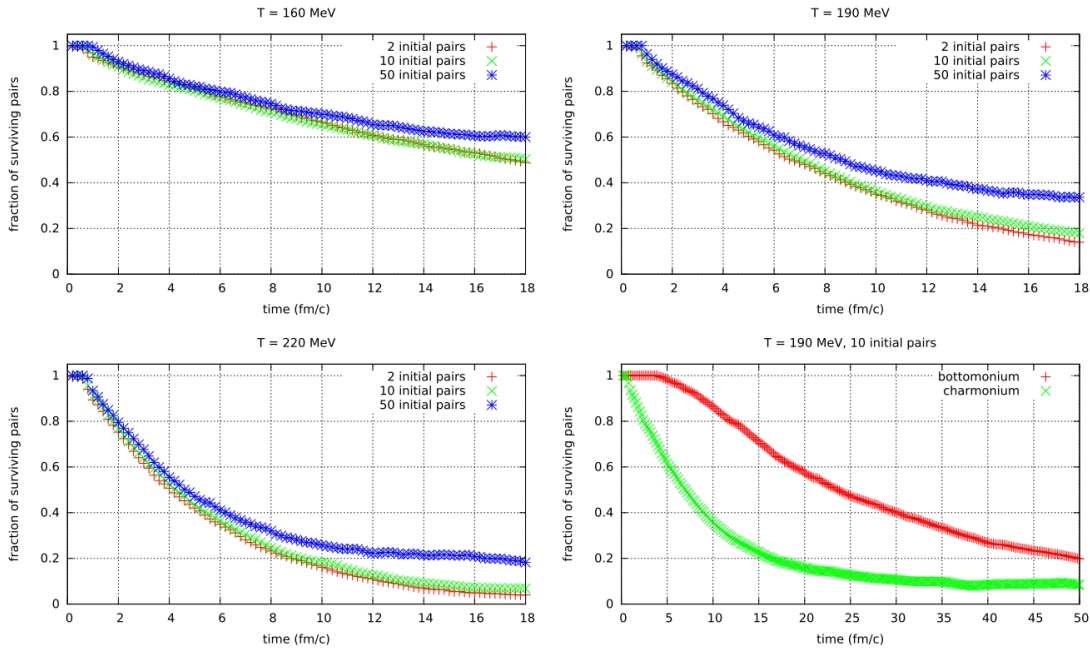 T = 160 MeV
fraction of surviving pairs
1
0.8
0.6
0.4
0.2
0
2 initial pairs
10 initial pairs
50 initial pairs
0 2 4 6 8 10 12 14 16 18
time (fm/c)
T = 190 MeV
fraction of surviving pairs
1
0.8
0.6
0.4
0.2
0
2 initial pairs
10 initial pairs
50 initial pairs
0 2 4 6 8 10 12 14 16 18
time (fm/c)
T = 220 MeV
fraction of surviving pairs
1
0.8
0.6
0.4
0.2
0
2 initial pairs
10 initial pairs
50 initial pairs
0 2 4 6 8 10 12 14 16 18
time (fm/c)
T = 190 MeV, 10 initial pairs
fraction of surviving pairs
1
0.8
0.6
0.4
0.2
0
bottomonium
charmonium
0 5 10 15 20 25 30 35 40 45 50
time (fm/c)